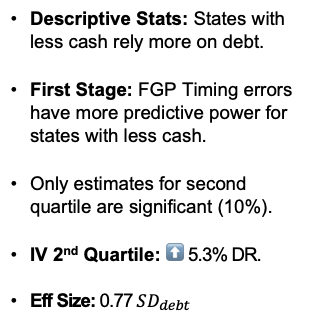 • Descriptive Stats: States with
less cash rely more on debt.
• First Stage: FGP Timing errors
have more predictive power for
states with less cash.
• Only estimates for second
quartile are significant (10%).
• IV 2nd Quartile: ⬆️ 5.3% DR.
• Eff Size: 0.77 SD_debt